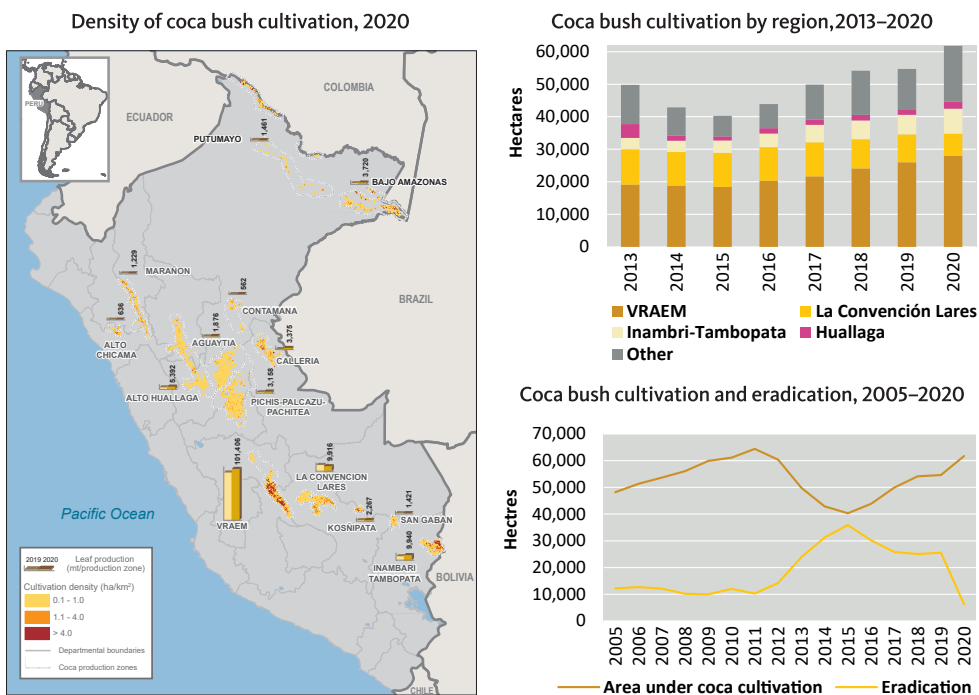 Density of coca bush cultivation, 2020
PERU
COLOMBIA
ECUADOR
PUTUMAYO
1,461
3,720
BAJO AMAZONAS
1,229
MARAÑON
BRAZIL
636
562
CONTAMANA
ALTO
CHICAMA
1,876
AGUAYTIA
3,375
CALLERIA
5,392
ALTO HUALLAGA
3,158
PICHIS-PALCAZU-
PACHITEA
101,406
VRAEM
9,916
LA CONVENCION
LARES
2,267
KOSÑIPATA
1,421
SAN GABAN
9,940
INAMBARI
TAMBOPATA
Pacific Ocean
BOLIVIA
CHILE
2019 2020
Leaf production
(mt/production zone)
Cultivation density (ha/km²)
0.1 - 1.0
1.1 - 4.0
> 4.0
Departmental boundaries
Coca production zones
Coca bush cultivation by region,2013–2020
Hectares
60,000
50,000
40,000
30,000
20,000
10,000
0
2013
2014
2015
2016
2017
2018
2019
2020
VRAEM
La Convención Lares
Inambri-Tambopata
Huallaga
Other
Coca bush cultivation and eradication, 2005–2020
Hectres
70,000
60,000
50,000
40,000
30,000
20,000
10,000
0
2005
2006
2007
2008
2009
2010
2011
2012
2013
2014
2015
2016
2017
2018
2019
2020
Area under coca cultivation
Eradication